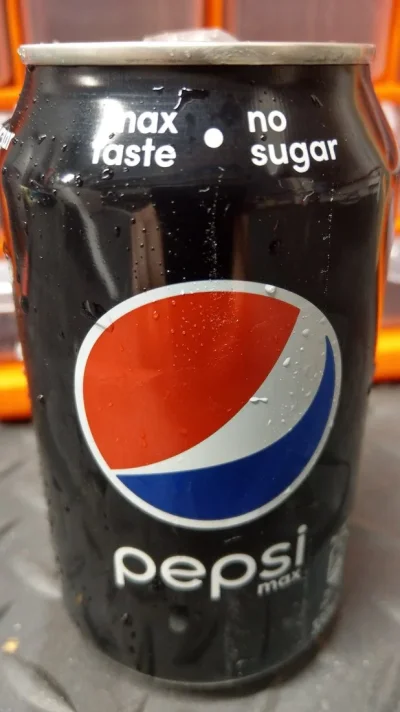 max
taste
no
sugar
pepsi
max